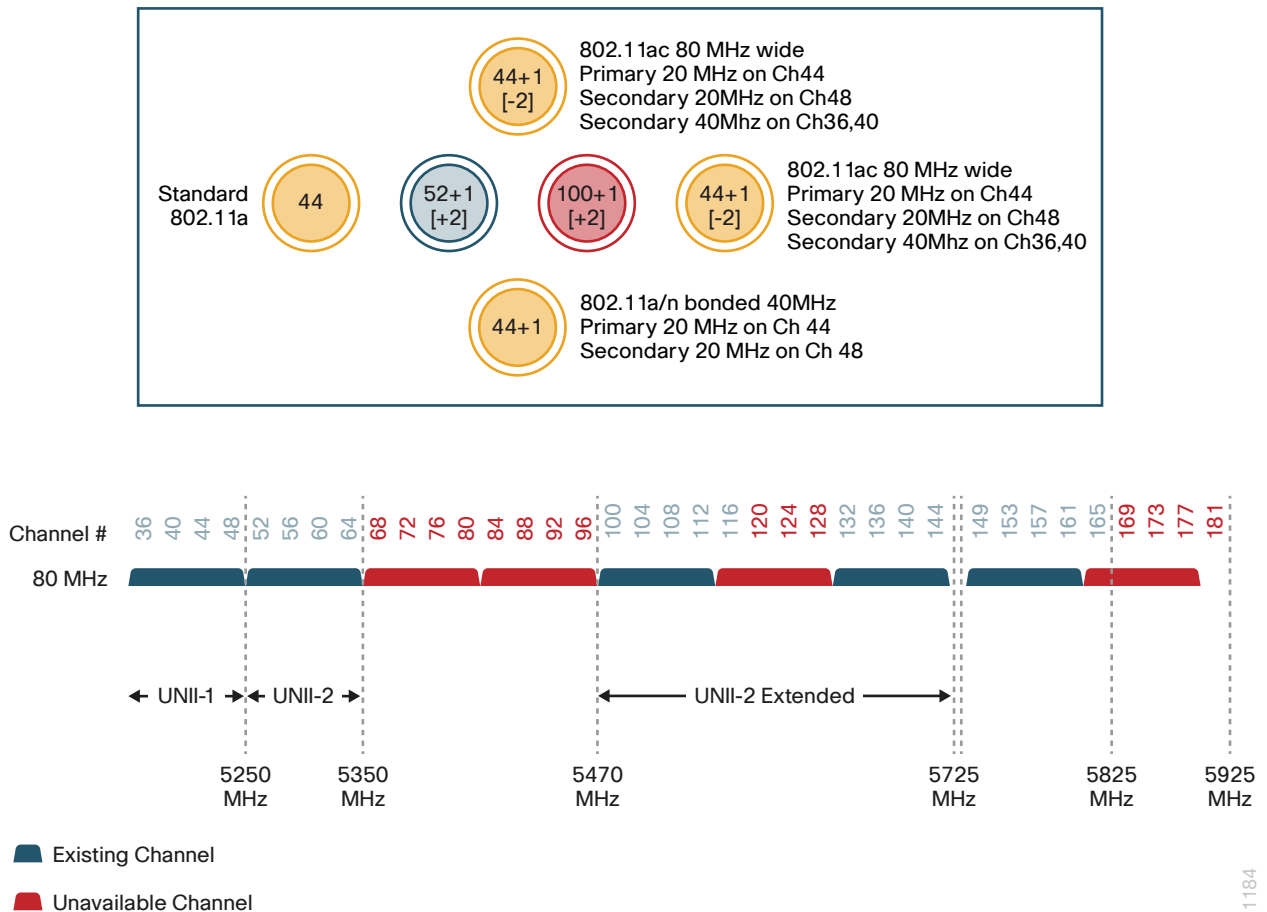 44+1
[-2]
802.11ac 80 MHz wide
Primary 20 MHz on Ch44
Secondary 20MHz on Ch48
Secondary 40Mhz on Ch36,40
Standard
802.11a
44
52+1
[+2]
100+1
[+2]
44+1
[-2]
802.11ac 80 MHz wide
Primary 20 MHz on Ch44
Secondary 20MHz on Ch48
Secondary 40Mhz on Ch36,40
44+1
802.11a/n bonded 40MHz
Primary 20 MHz on Ch 44
Secondary 20 MHz on Ch 48
Channel #
36
40
44
48
52
56
60
64
68
72
76
80
84
88
92
96
100
104
108
112
116
120
124
128
132
136
140
144
149
153
157
161
165
169
173
177
181
80 MHz
UNII-1
UNII-2
UNII-2 Extended
5250
MHz
5350
MHz
5470
MHz
5725
MHz
5825
MHz
5925
MHz
Existing Channel
Unavailable Channel
1184